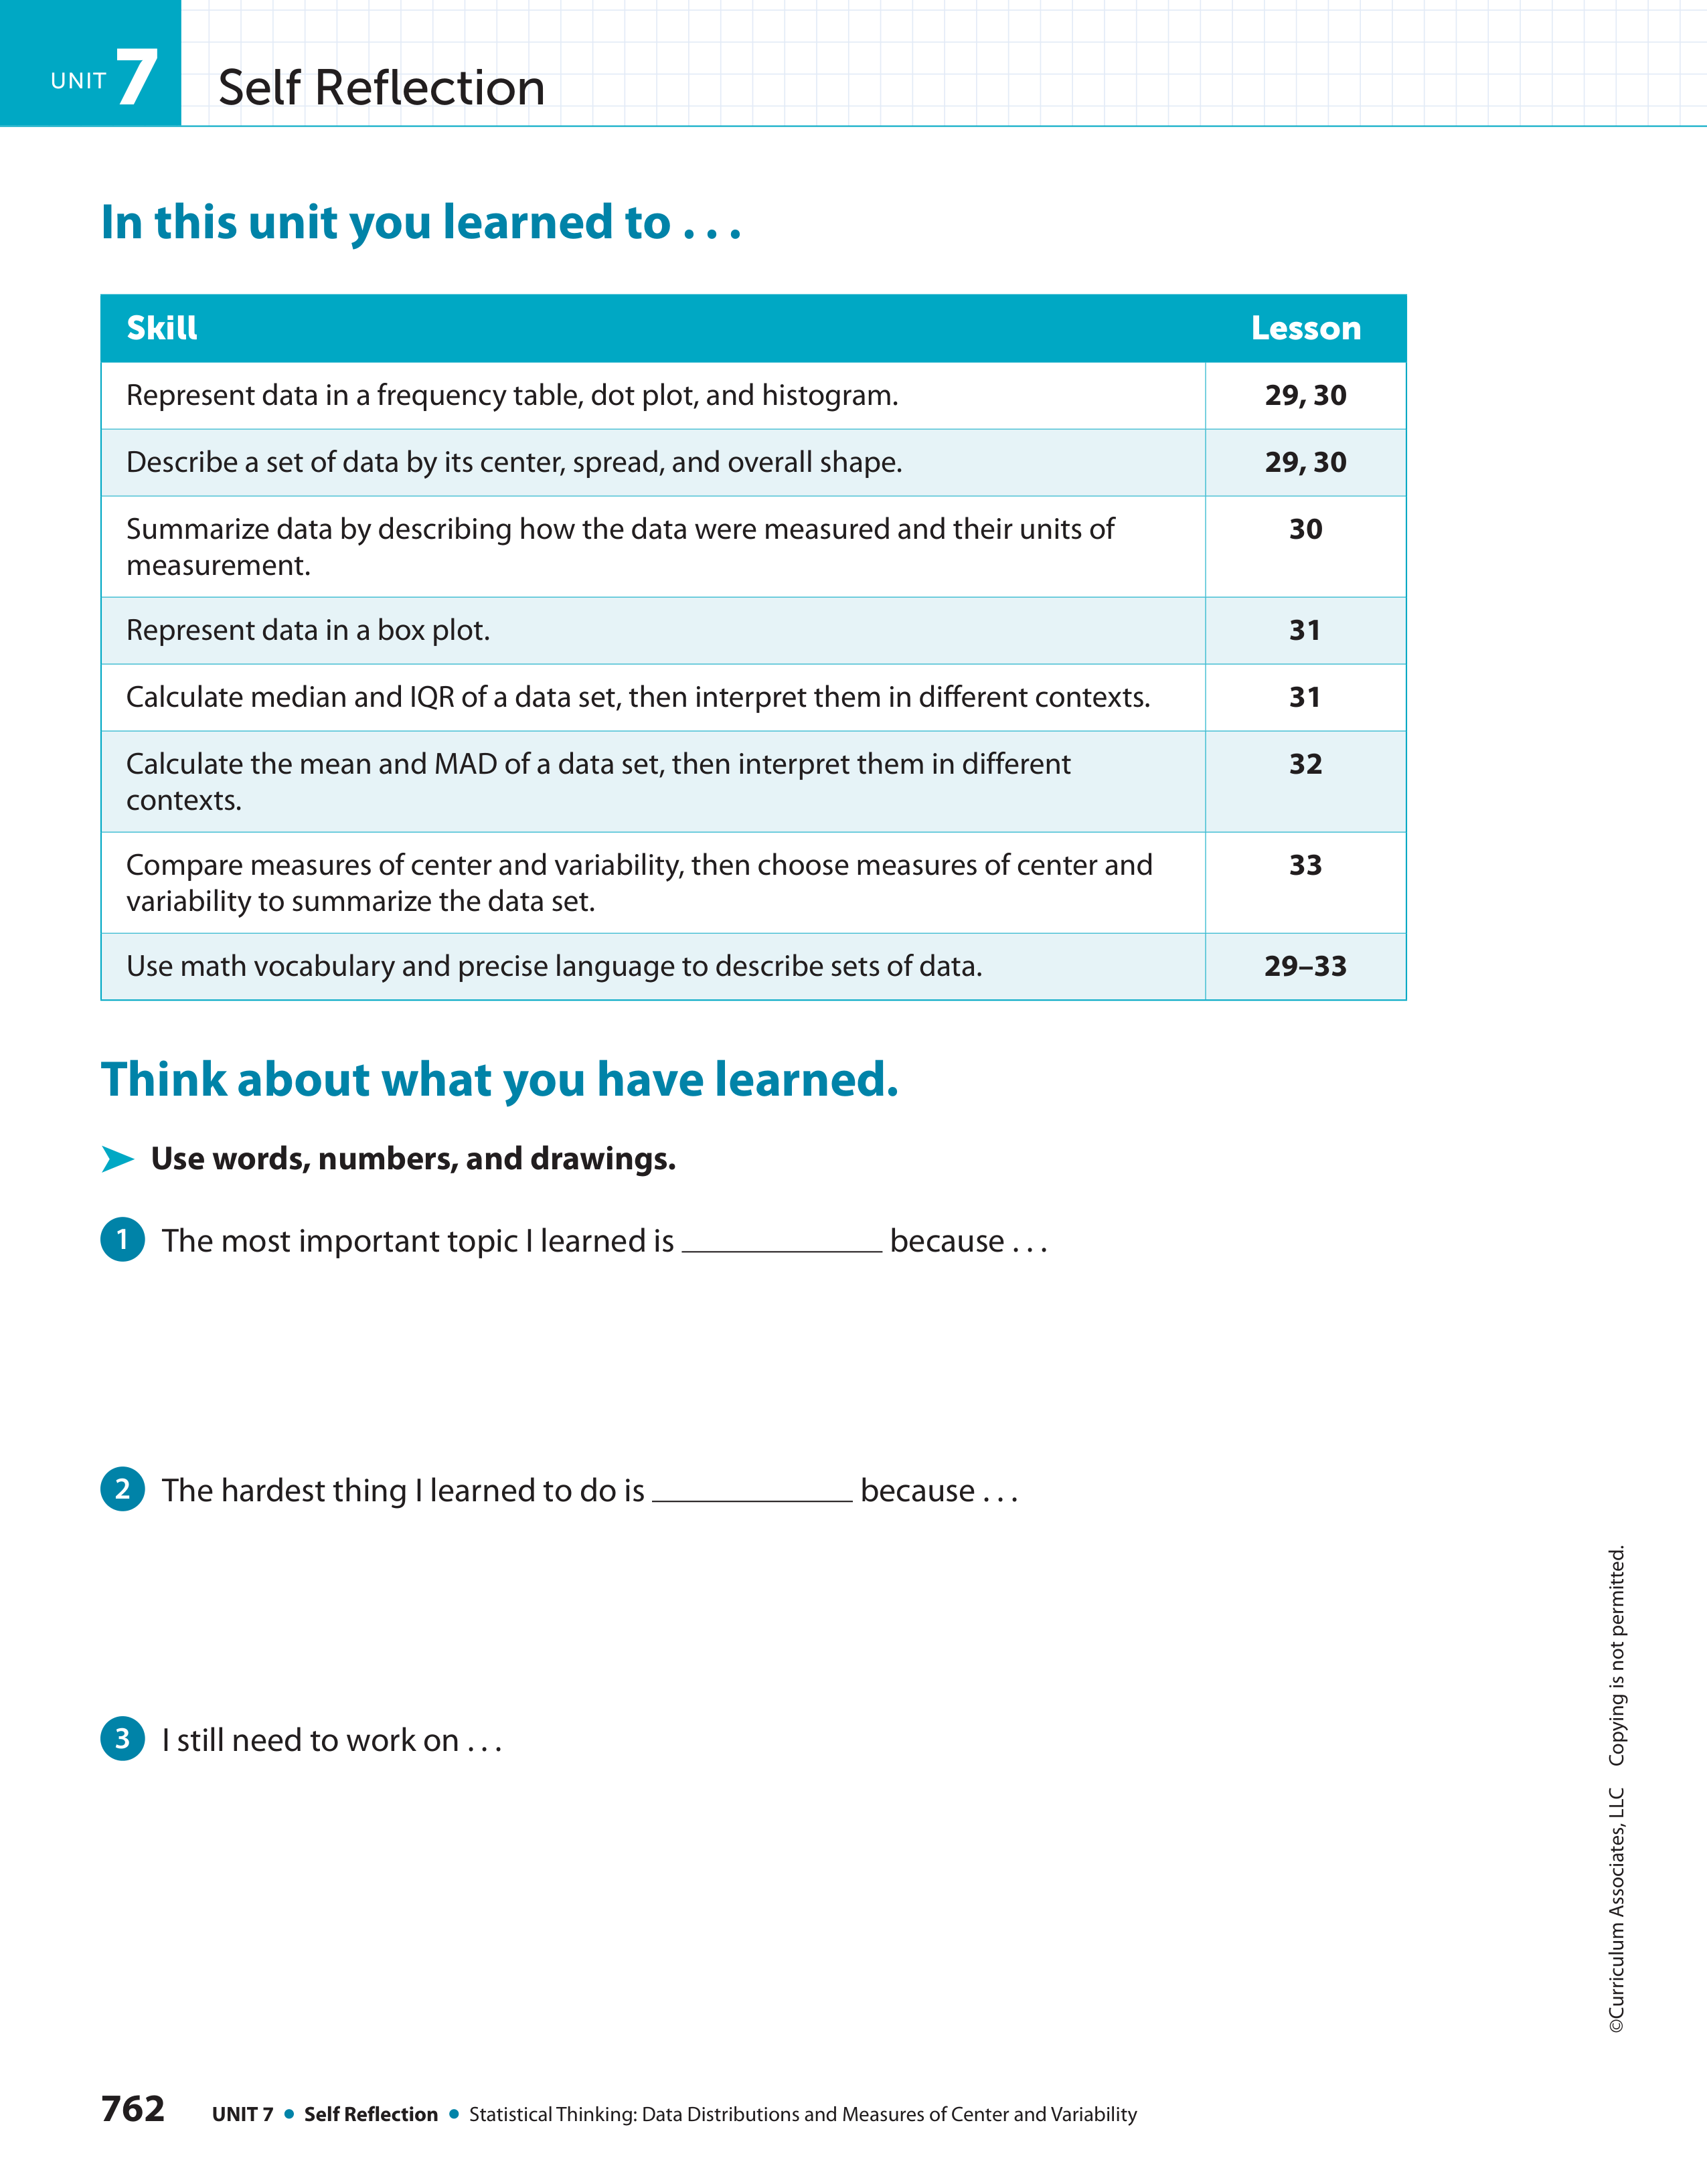 UNIT 7 Self Reflection
In this unit you learned to . . .
Skill Lesson
Represent data in a frequency table, dot plot, and histogram. 29, 30
Describe a set of data by its center, spread, and overall shape. 29, 30
Summarize data by describing how the data were measured and their units of 30
measurement.
Represent data in a box plot. 31
Calculate median and IQR of a data set, then interpret them in different contexts. 31
Calculate the mean and MAD of a data set, then interpret them in different 32
contexts.
Compare measures of center and variability, then choose measures of center and 33
variability to summarize the data set.
Use math vocabulary and precise language to describe sets of data. 29–33
Think about what you have learned.
➤ Use words, numbers, and drawings.
1 The most important topic I learned is ____________ because . . .
2 The hardest thing I learned to do is ____________ because . . .
3 I still need to work on . . .
©Curriculum Associates, LLC Copying is not permitted.
762 UNIT 7 • Self Reflection • Statistical Thinking: Data Distributions and Measures of Center and Variability